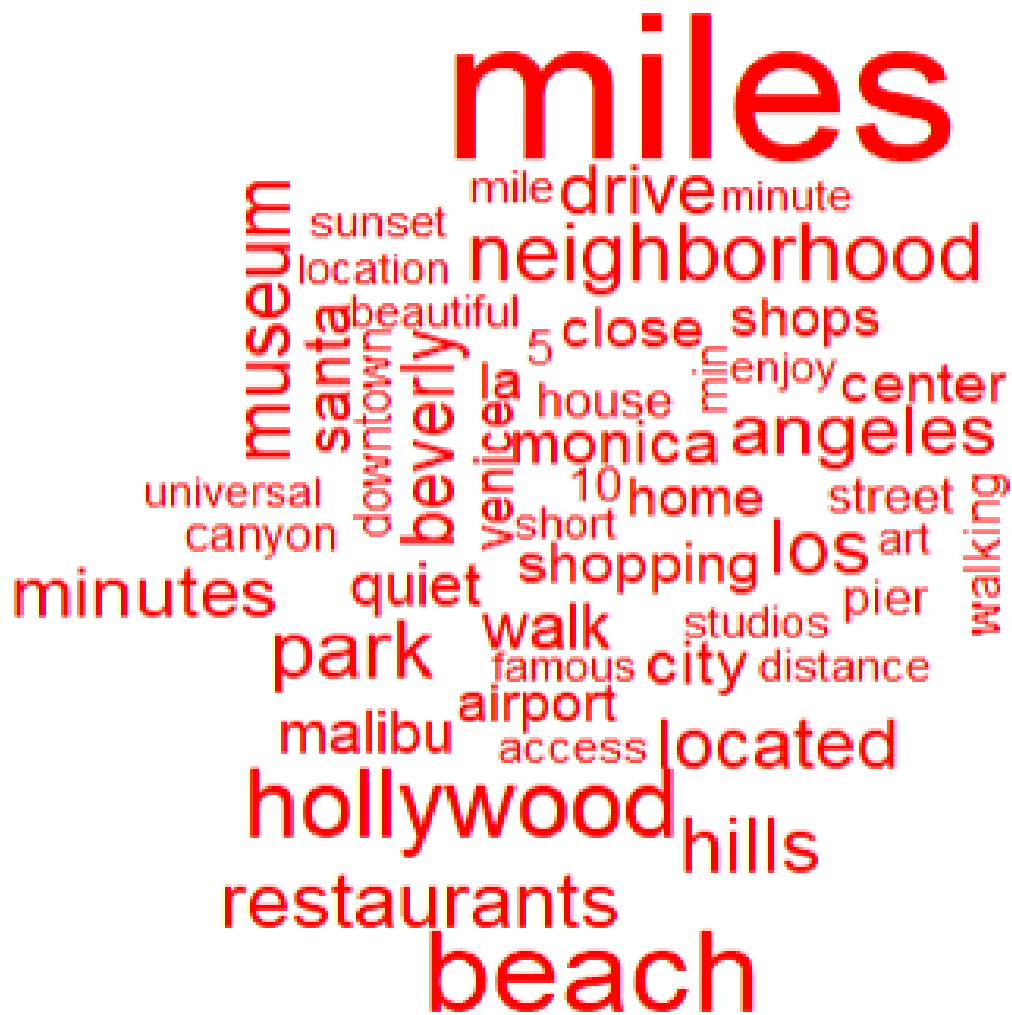 miles
mile drive minute
museum
sunset
neighborhood
location
santa
beautiful
5
close
shops
downtown
beverly
la
min
enjoy
center
venice
house
monica
angeles
universal
10
home
street
walking
canyon
short
los
art
minutes
quiet
shopping
pier
park
walk
studios
famous
city
distance
malibu
airport
access
located
hollywood
hills
restaurants
beach